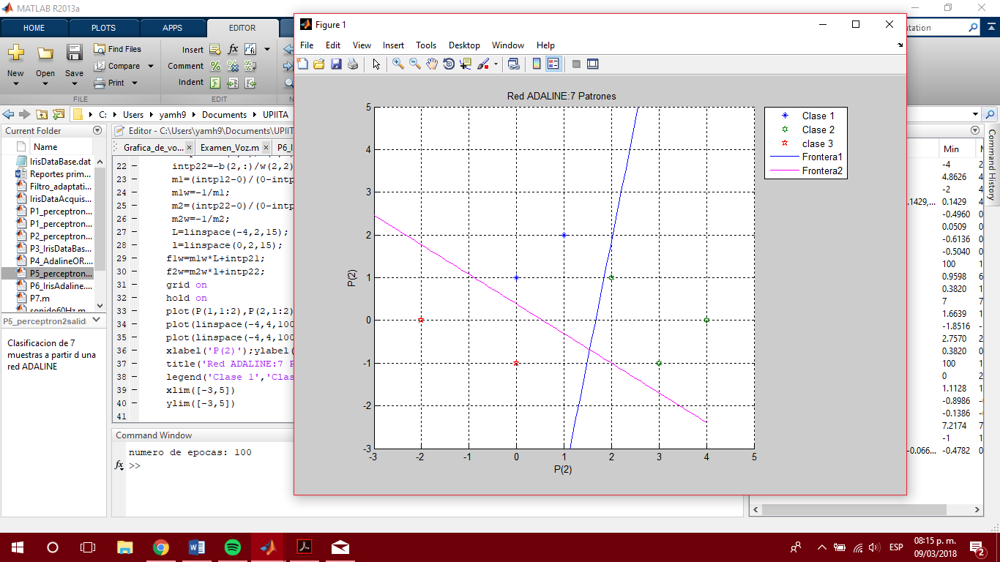 MATLAB R2013a
HOME
PLOTS
APPS
EDITOR
New
Open
Save
Find Files
Compare
Print
Insert
Comment
Indent
FILE
EDIT
C:
Users
yamh9
Documents
UPIITA
Current Folder
Name
IrisDataBase.dat
Reportes prim...
Filtro_adaptati...
IrisDataAcquis...
P1_perceptron...
P1_perceptron...
P2_perceptron...
P3_IrisDataBas...
P4_AdalineOR....
P5_perceptron...
P6_IrisAdaline....
P7.m
sonido60Hz.m
P5_perceptron2salid
Clasificacion de 7
muestras a partir d una
red ADALINE
Editor - C:\Users\yamh9\Documents\UPII
Grafica_de_vo...
Examen_Voz.m
22 intp22=-b(2,:)/w(2,2)
23 m1=(intp12-0)/(0-intp
24 m1w=-1/m1;
25 m2=(intp22-0)/(0-intp
26 m2w=-1/m2;
27 L=linspace(-4,2,15);
28 l=linspace(0,2,15);
29 f1w=m1w*L+intp21;
30 f2w=m2w*l+intp22;
31 grid on
32 hold on
33 plot(P(1,1:2),P(2,1:2)
34 plot(linspace(-4,4,100
35 plot(linspace(-4,4,100
36 xlabel('P(2)');ylabel(
37 title('Red ADALINE:7 P
38 legend('Clase 1','Clas
39 xlim([-3,5])
40 ylim([-3,5])
41
Command Window
numero de epocas: 100
fx >>
Figure 1
File Edit View Insert Tools Desktop Window Help
Red ADALINE:7 Patrones
5
4
3
2
1
0
-1
-2
-3
P(2)
-3 -2 -1 0 1 2 3 4 5
P(2)
Clase 1
Clase 2
clase 3
Frontera1
Frontera2
Command History
Min
-4
4.8626
-2
.1429,... 0.1429
-0.4960
0.0509
-0.6136
-0.5040
100
0.9598
0.3820
7
1.6639
-1.8516
2.7570
0.3820
100
0
1.1128
-0.8986
-0.1386
7.2174
-1
-0.066... -0.4782
ESP
08:15 p. m.
09/03/2018
2